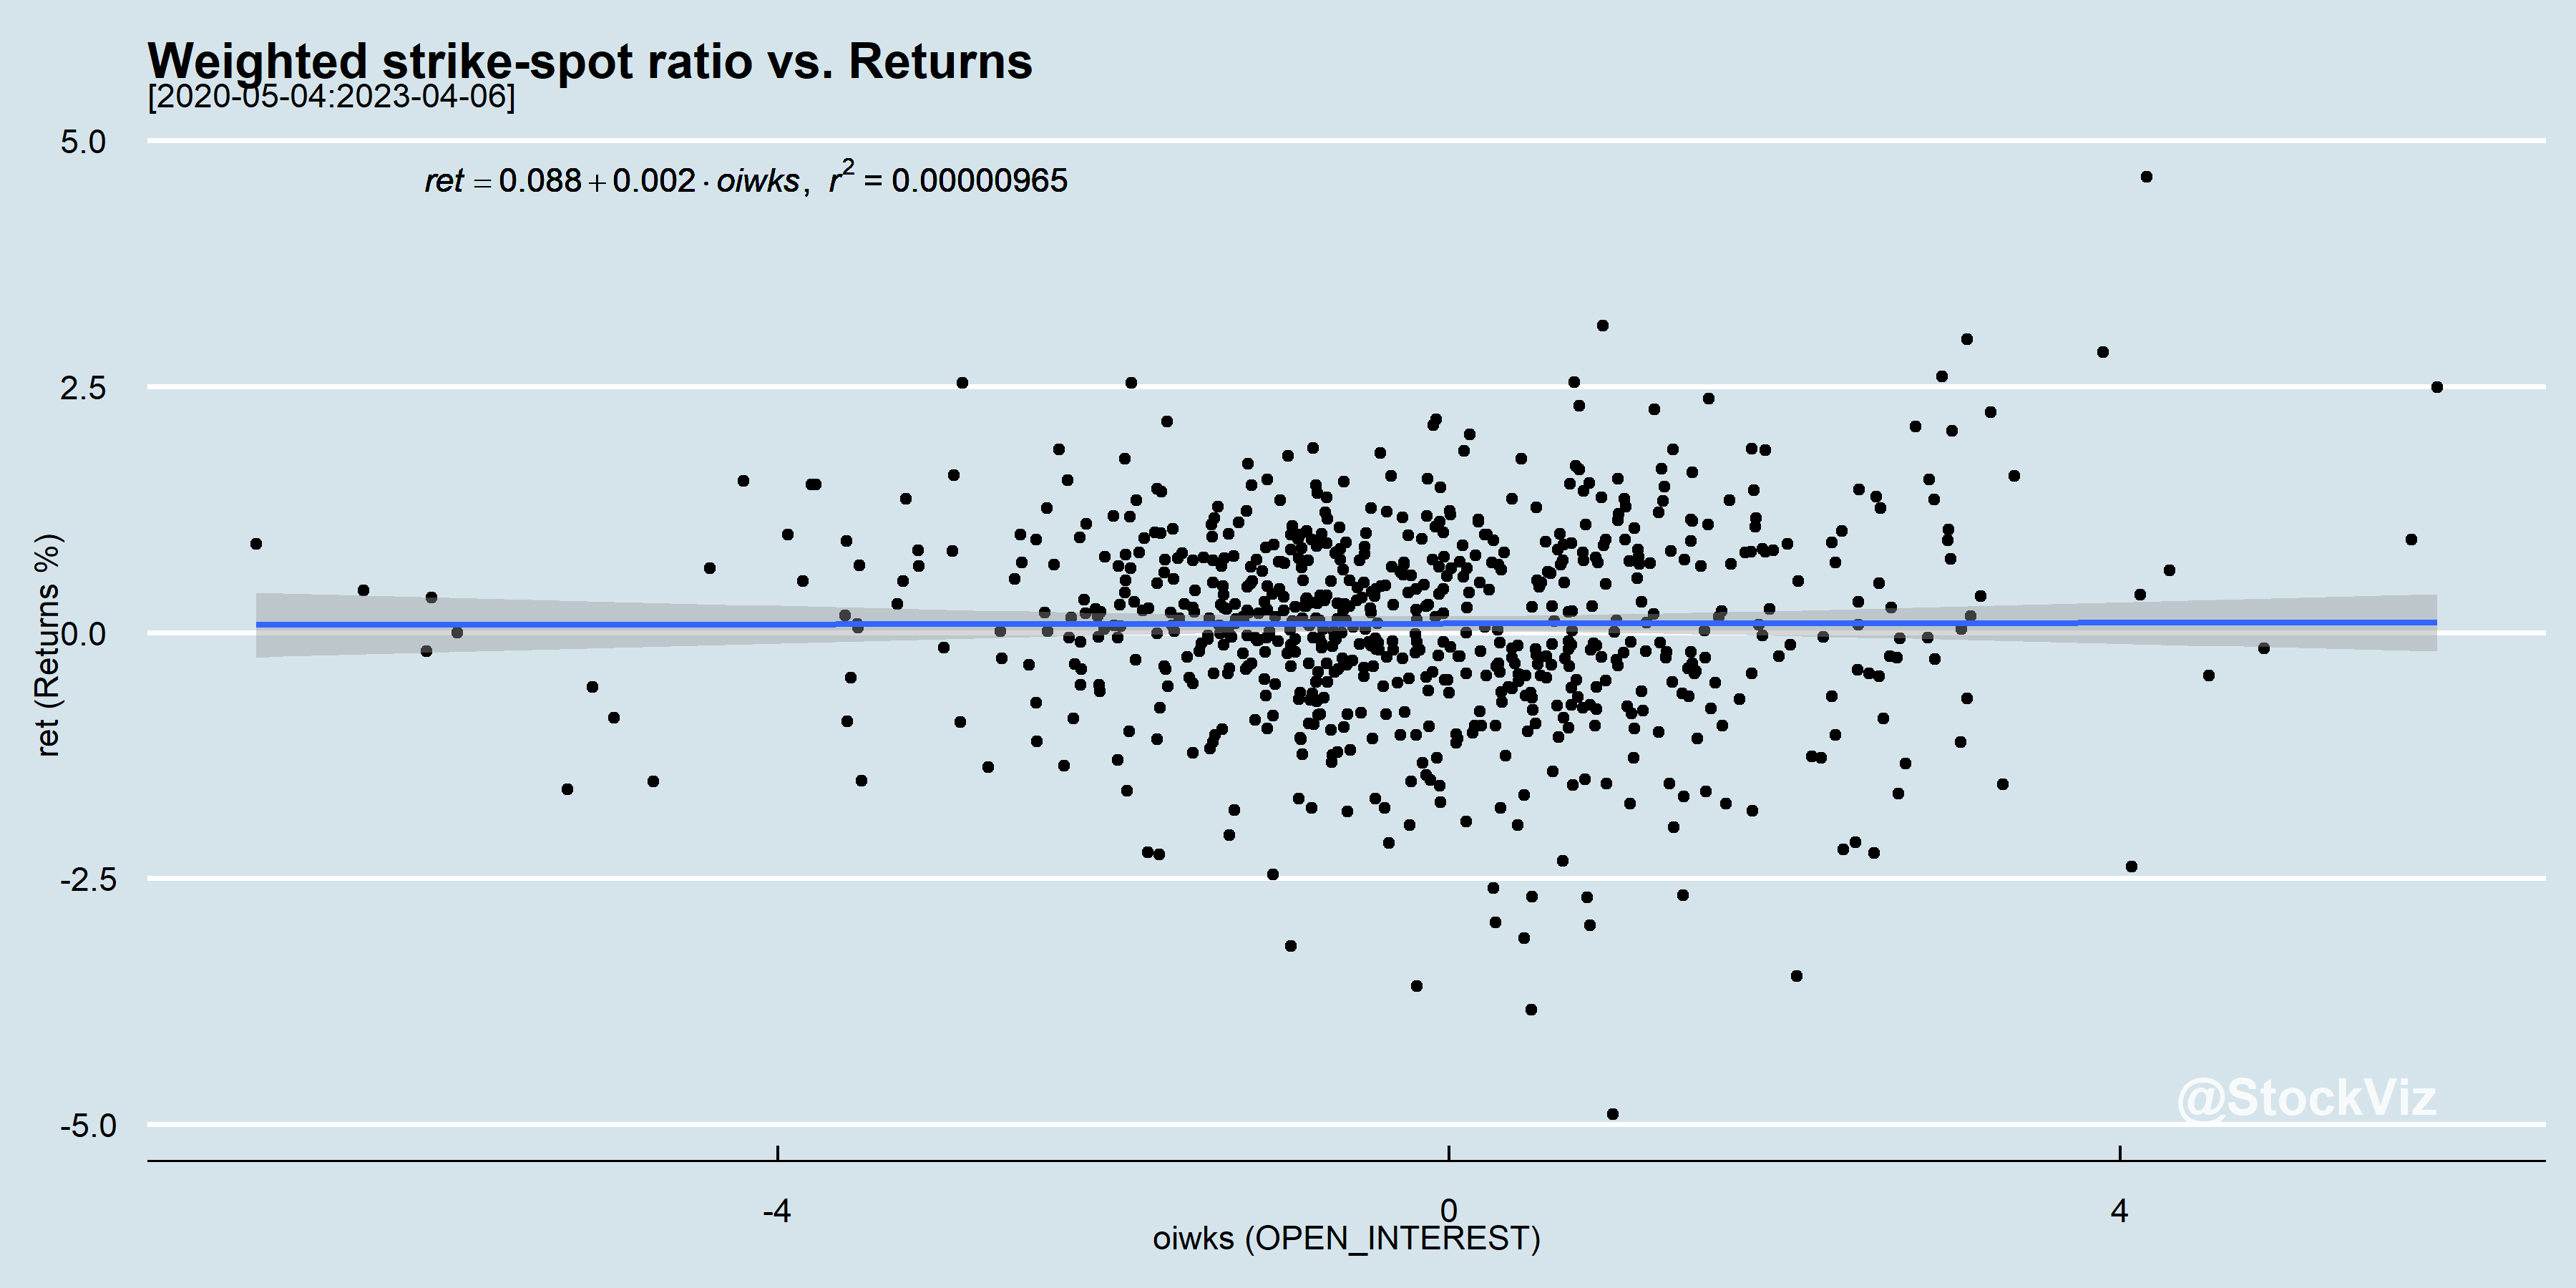 Weighted strike-spot ratio vs. Returns
[2020-05-04:2023-04-06]
ret = 0.088 + 0.002 · oiwks, r² = 0.00000965
5.0
2.5
0.0
-2.5
-5.0
ret (Returns %)
@StockViz
-4 0 4
oiwks (OPEN_INTEREST)